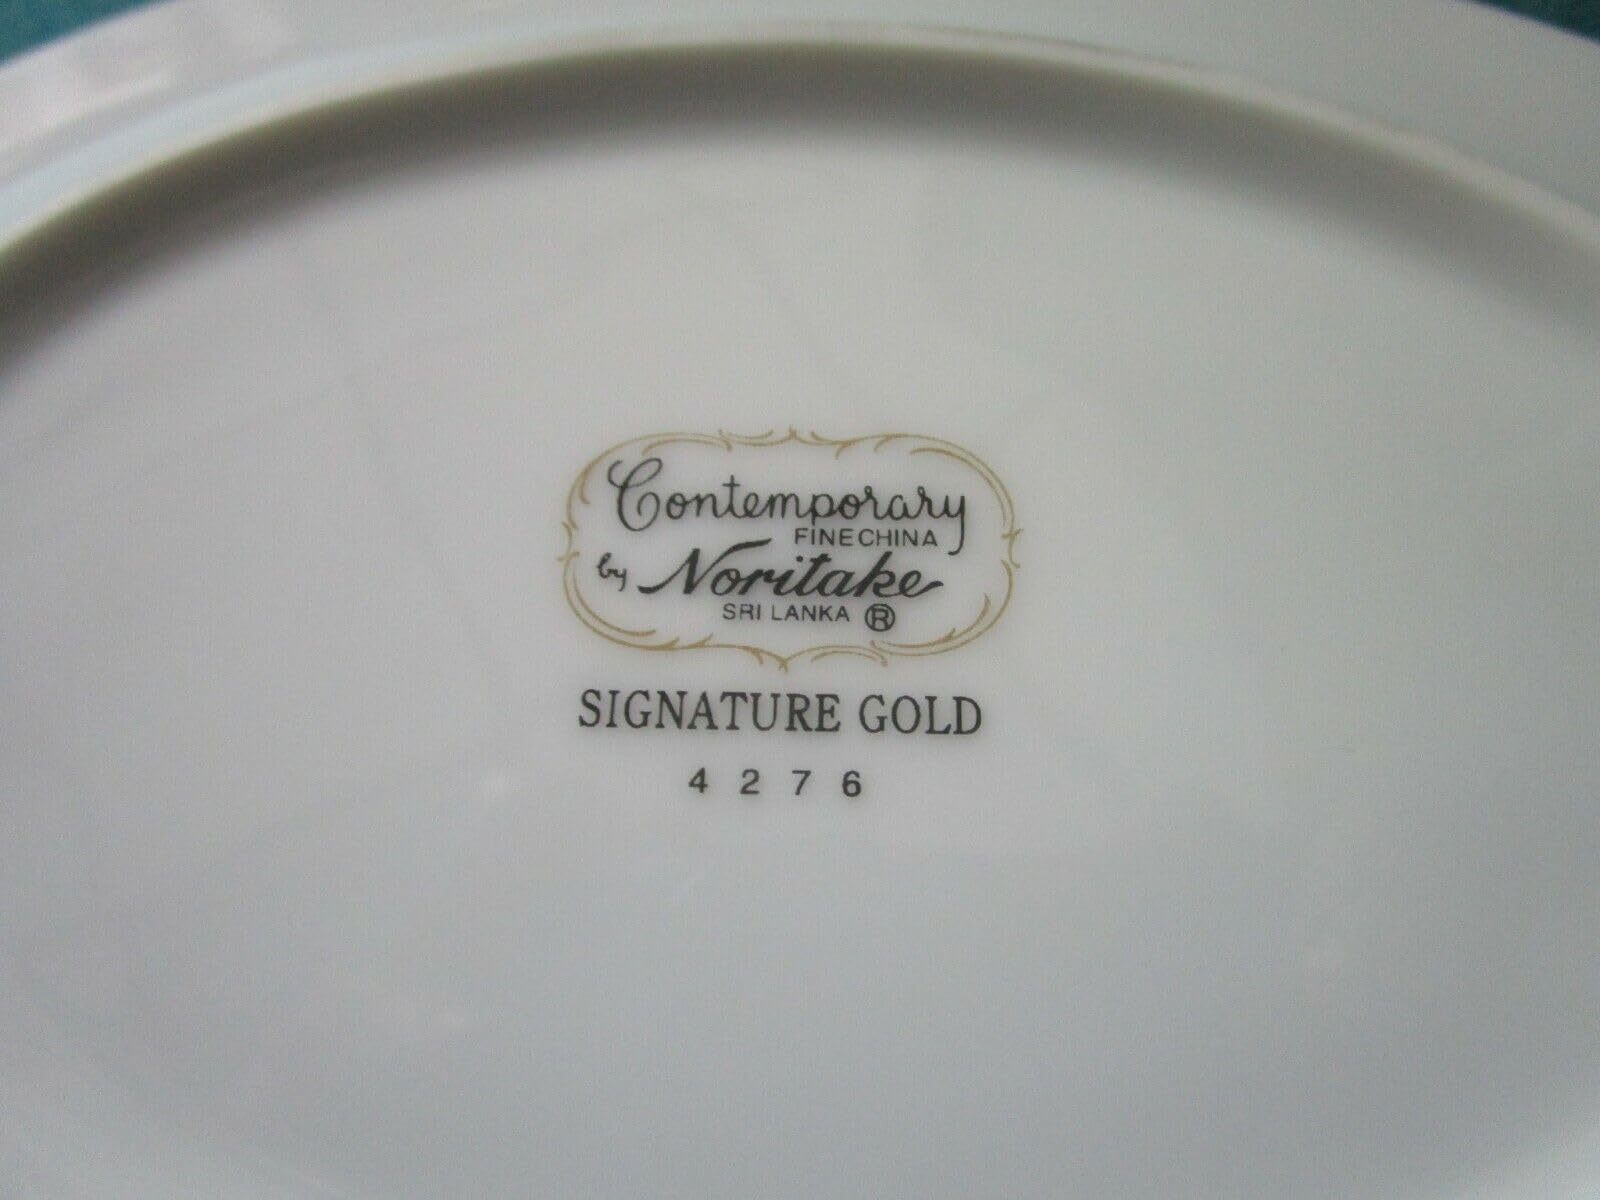 Contemporary
FINE CHINA
by Noritake
SRI LANKA ®
SIGNATURE GOLD
4276